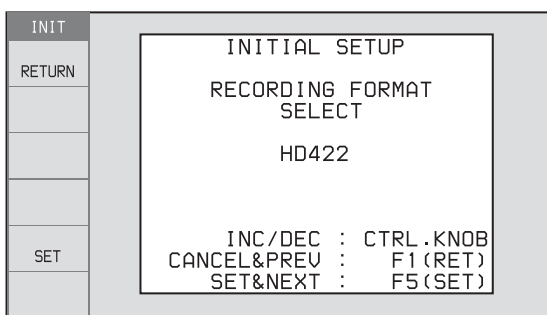 INIT
RETURN
SET
INITIAL SETUP
RECORDING FORMAT
SELECT
HD422
INC/DEC : CTRL.KNOB
CANCEL&PREV : F1(RET)
SET&NEXT : F5(SET)